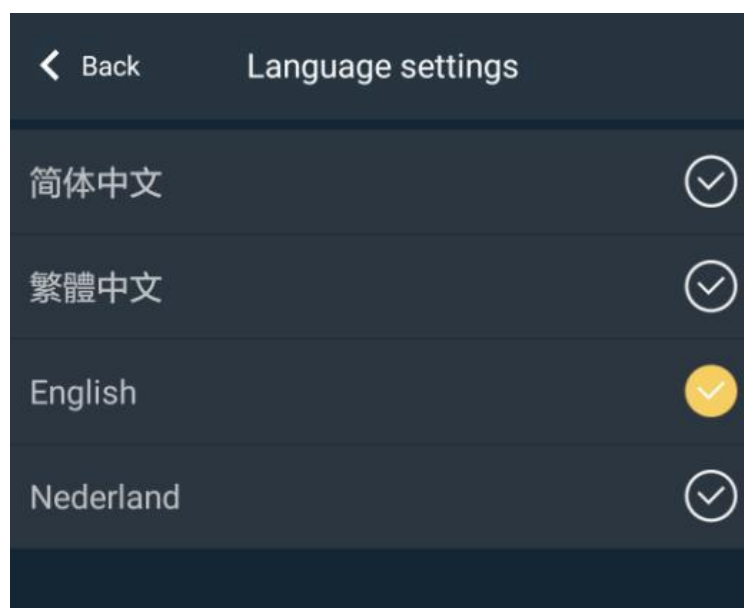 Back Language settings
简体中文
繁體中文
English
Nederland